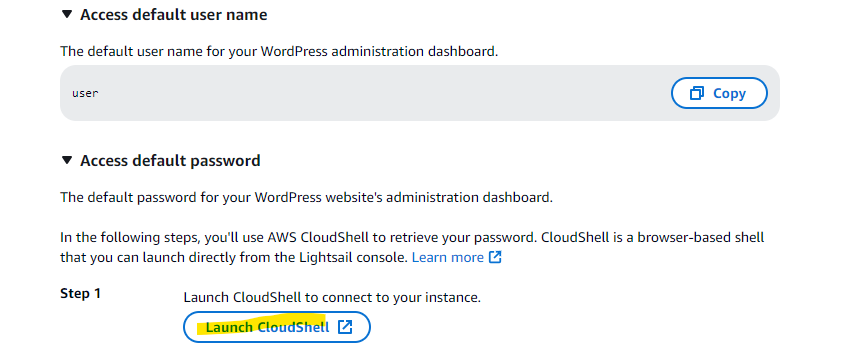 Access default user name
The default user name for your WordPress administration dashboard.
user
Copy
Access default password
The default password for your WordPress website's administration dashboard.
In the following steps, you'll use AWS CloudShell to retrieve your password. CloudShell is a browser-based shell
that you can launch directly from the Lightsail console. Learn more
Step 1
Launch CloudShell to connect to your instance.
Launch CloudShell